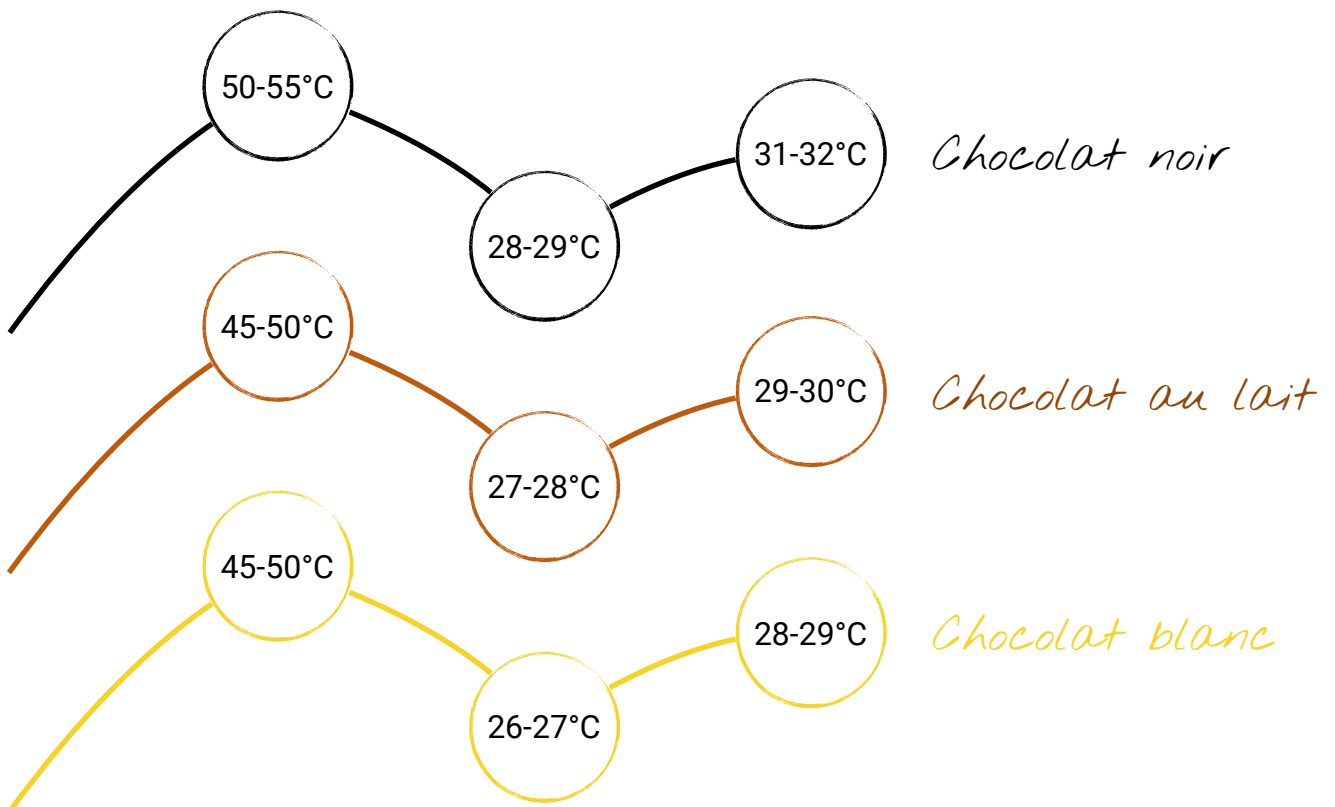 50-55°C
28-29°C
31-32°C
Chocolat noir
45-50°C
27-28°C
29-30°C
Chocolat au lait
45-50°C
26-27°C
28-29°C
Chocolat blanc